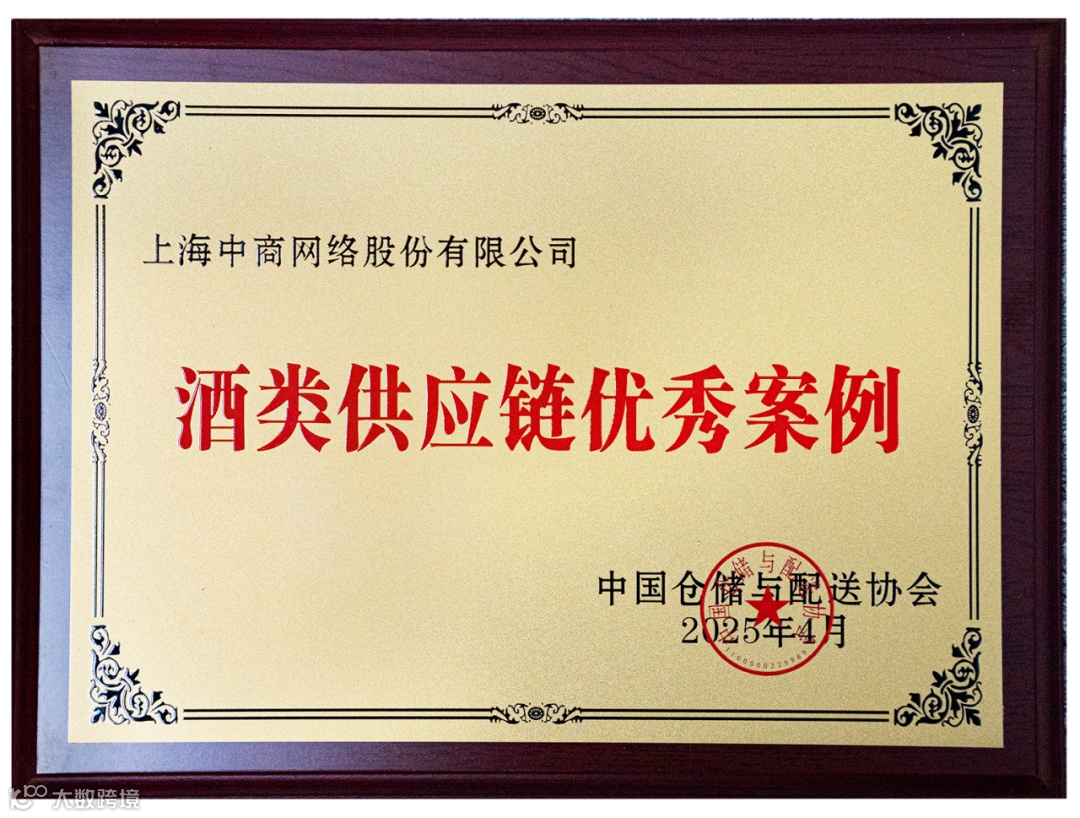 上海中商网络股份有限公司
酒类供应链优秀案例
中国仓储与配送协会
2025年4月
大数跨境